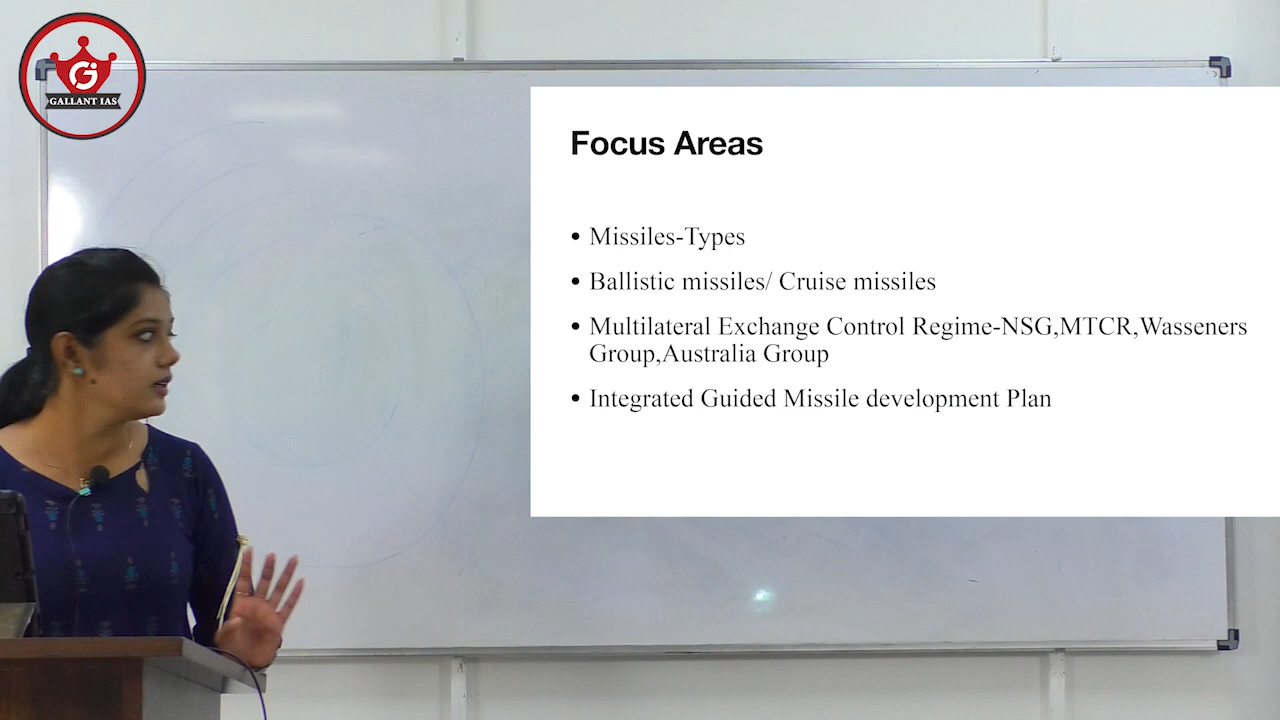 GALLANT IAS
Focus Areas
• Missiles-Types
• Ballistic missiles/ Cruise missiles
• Multilateral Exchange Control Regime-NSG,MTCR,Wasseners
Group,Australia Group
• Integrated Guided Missile development Plan